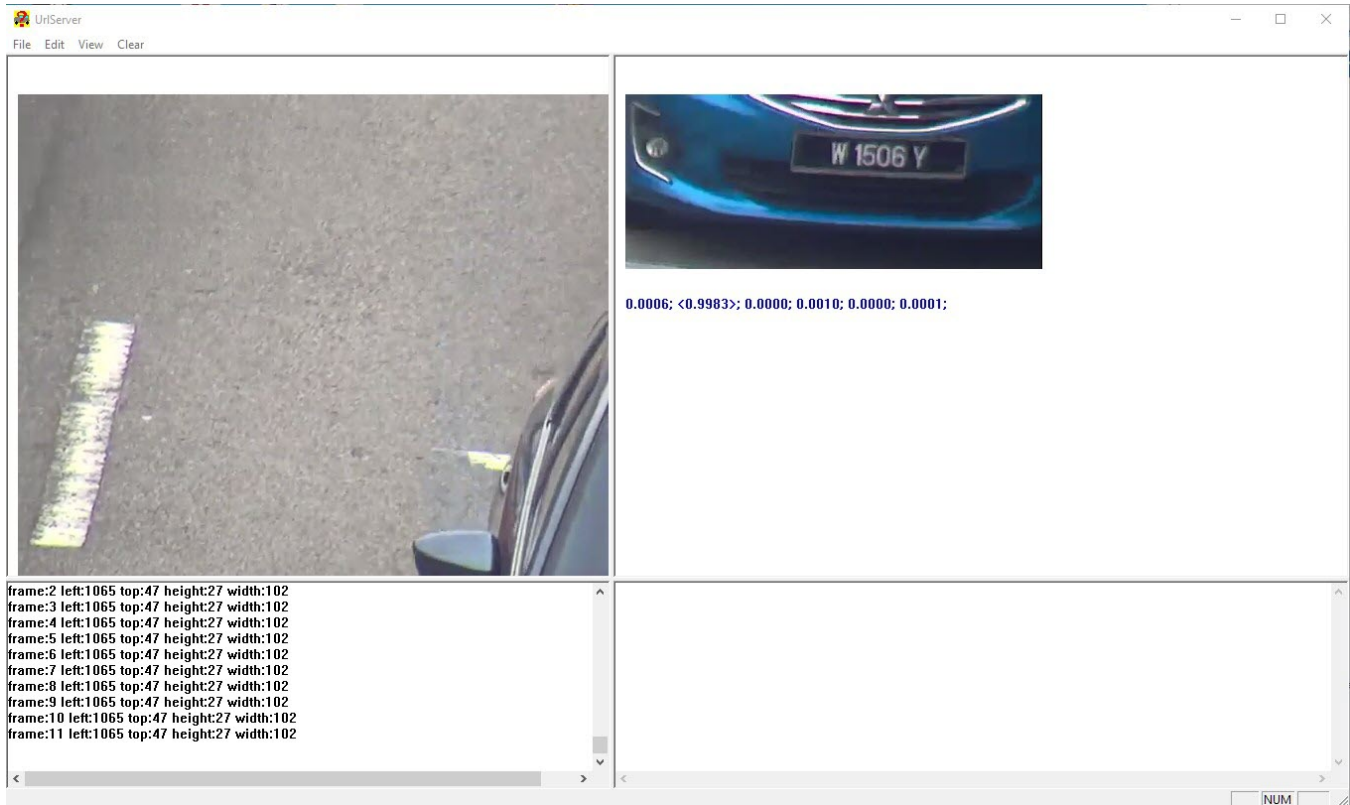 UrlServer
File Edit View Clear
W 1506 Y
0.0006; <0.9983>; 0.0000; 0.0010; 0.0000; 0.0001;
frame:2 left:1065 top:47 height:27 width:102
frame:3 left:1065 top:47 height:27 width:102
frame:4 left:1065 top:47 height:27 width:102
frame:5 left:1065 top:47 height:27 width:102
frame:6 left:1065 top:47 height:27 width:102
frame:7 left:1065 top:47 height:27 width:102
frame:8 left:1065 top:47 height:27 width:102
frame:9 left:1065 top:47 height:27 width:102
frame:10 left:1065 top:47 height:27 width:102
frame:11 left:1065 top:47 height:27 width:102
NUM